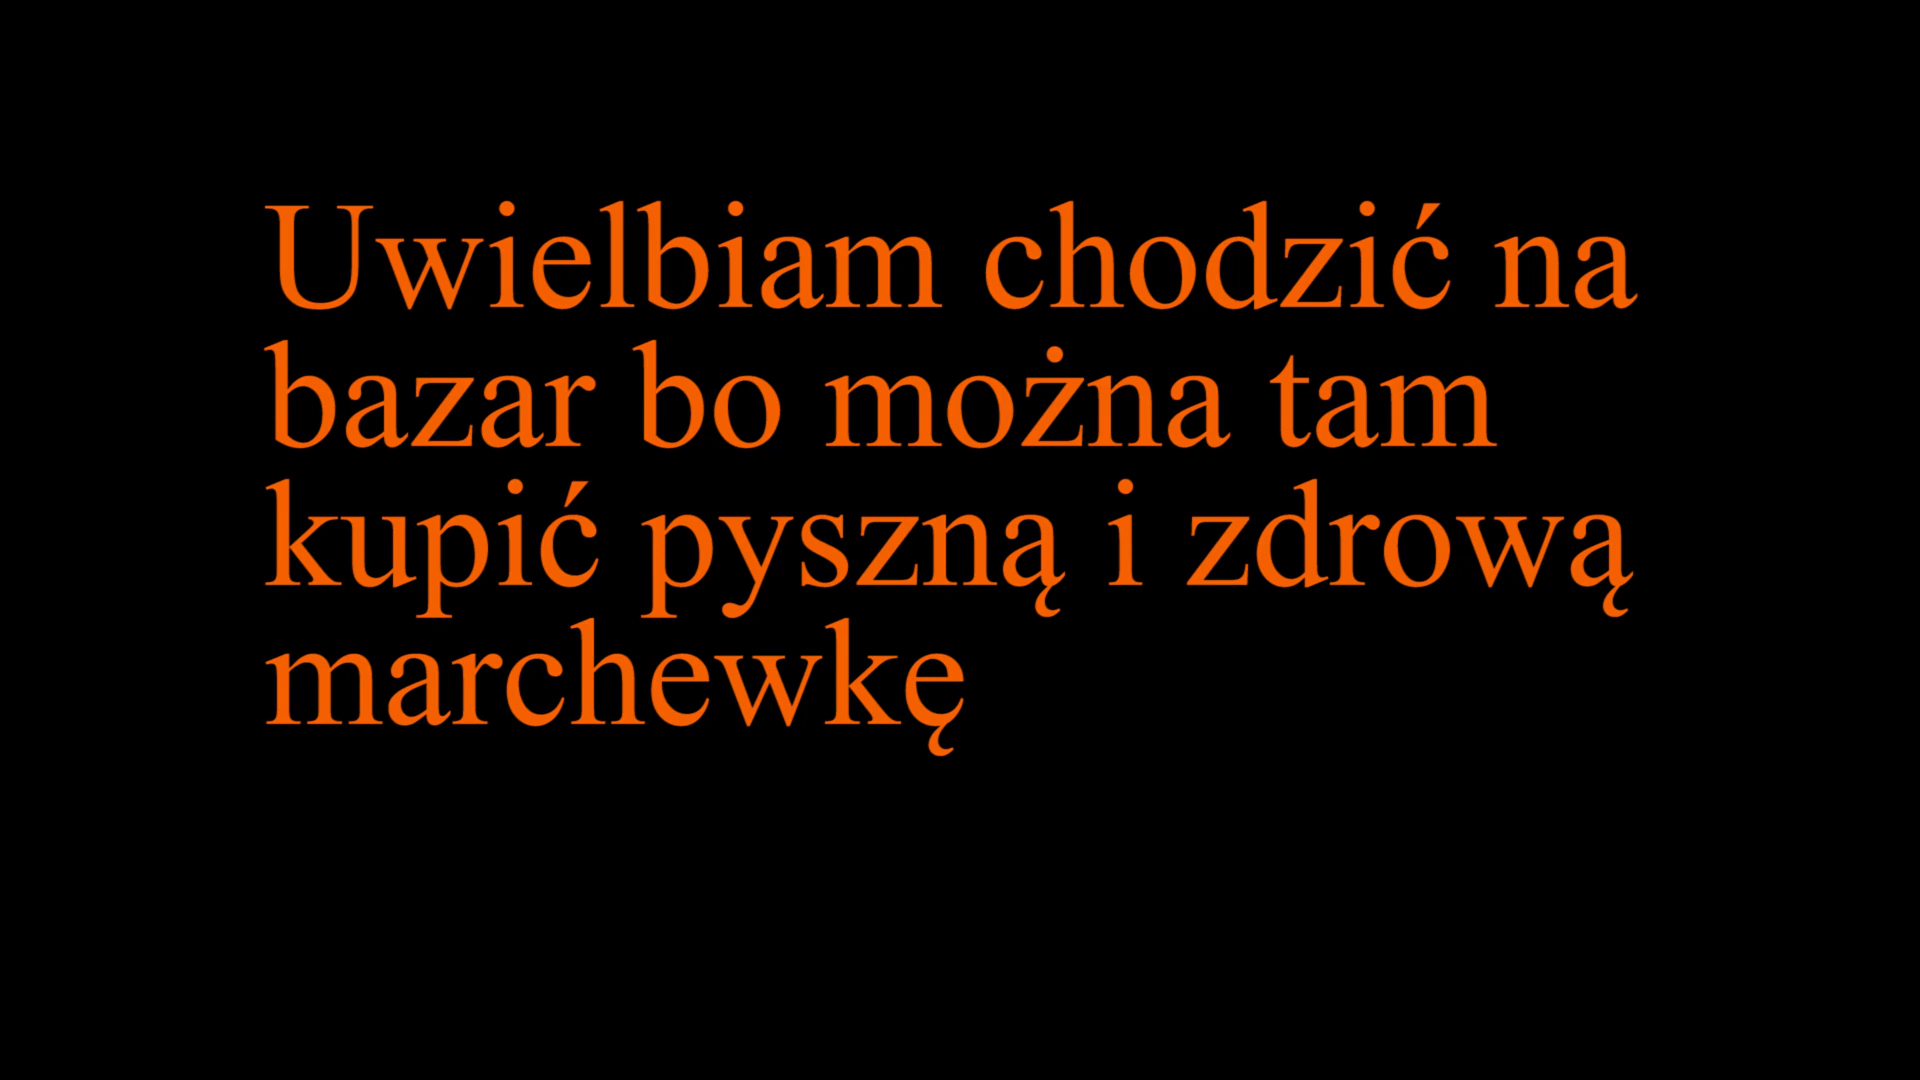 Uwielbiam chodzić na
bazar bo można tam
kupić pyszną i zdrową
marchewkę